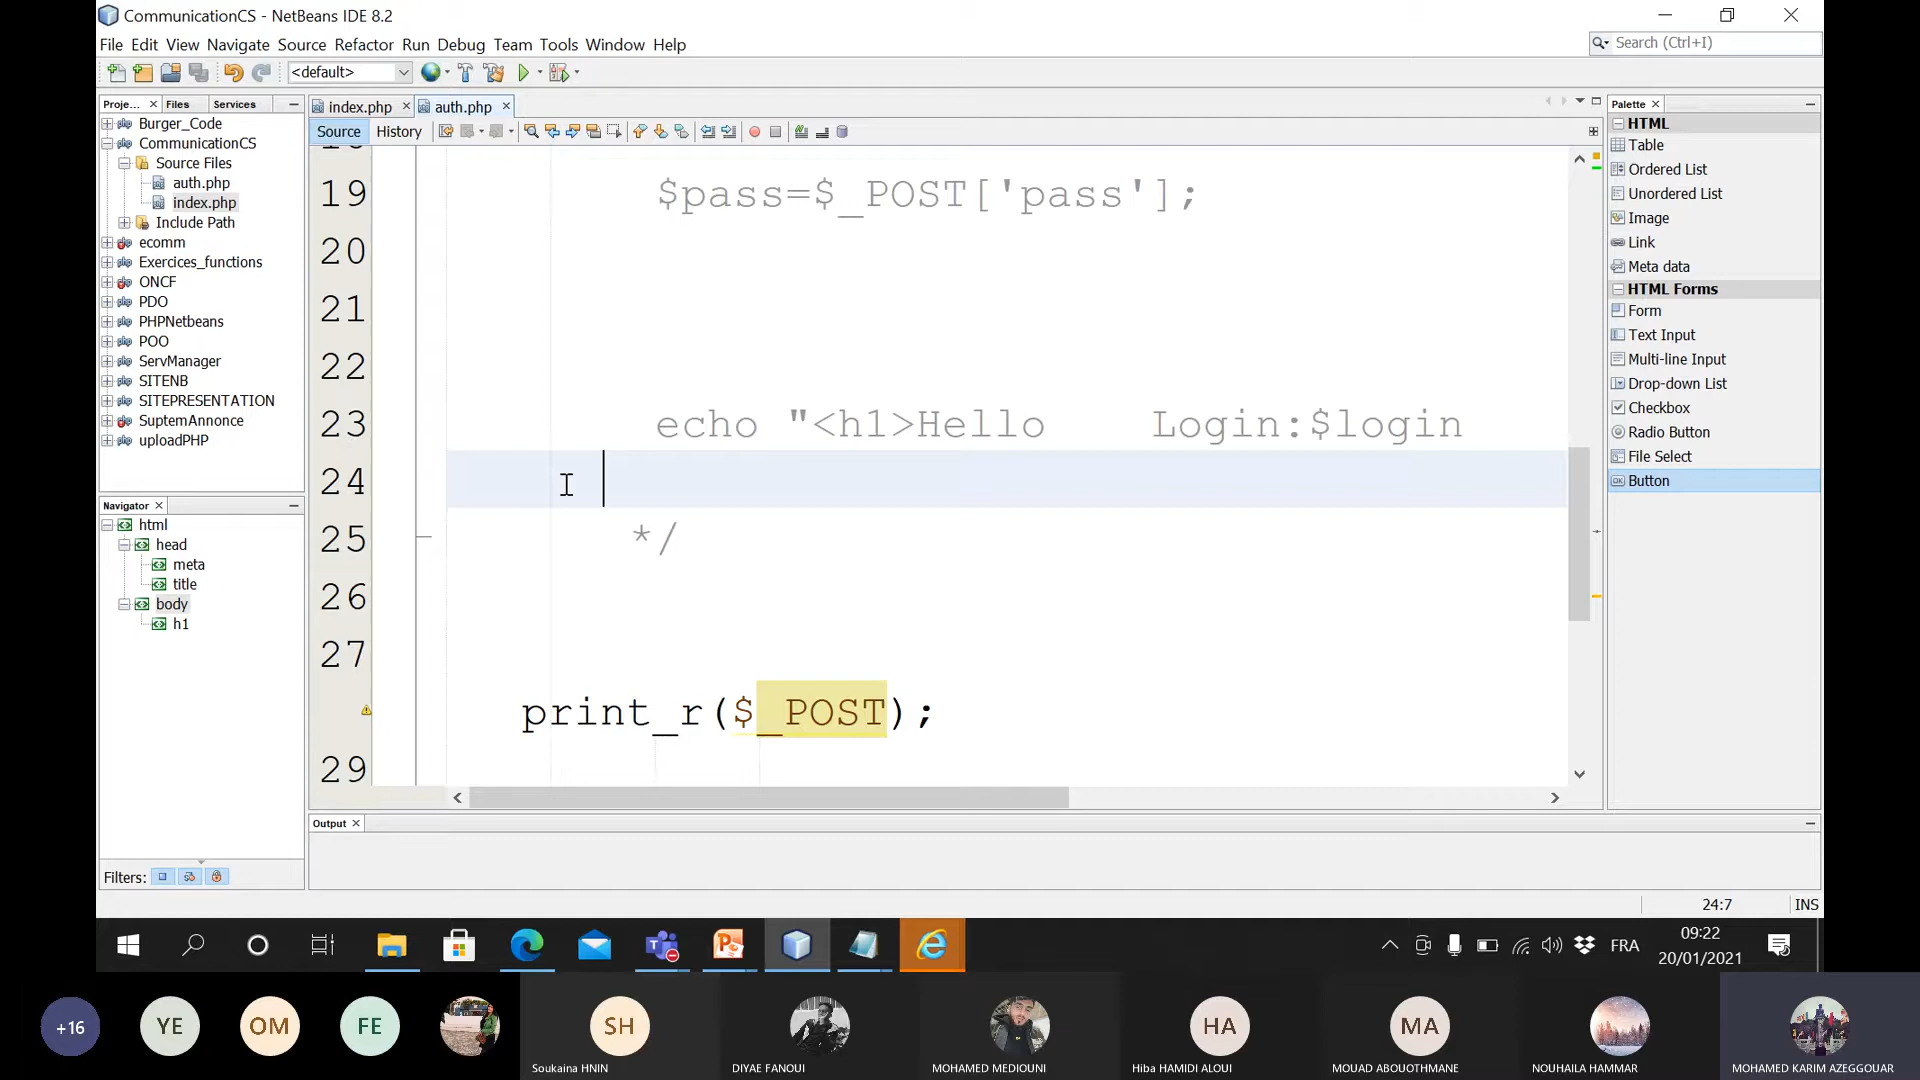 CommunicationCS - NetBeans IDE 8.2
File Edit View Navigate Source Refactor Run Debug Team Tools Window Help
Search (Ctrl+I)
<default>
Proje... Files Services
index.php auth.php
Palette
Source History
Burger_Code
CommunicationCS
Source Files
auth.php
index.php
Include Path
ecomm
Exercices_functions
ONCF
PDO
PHPNetbeans
POO
ServManager
SITENB
SITEPRESENTATION
SuptemAnnonce
uploadPHP
Navigator
html
head
meta
title
body
h1
Filters:
19 $pass=$_POST['pass'];
20
21
22
23 echo "<h1>Hello Login:$login
24
25 */
26
27
print_r($_POST);
29
HTML
Table
Ordered List
Unordered List
Image
Link
Meta data
HTML Forms
Form
Text Input
Multi-line Input
Drop-down List
Checkbox
Radio Button
File Select
Button
Output
24:7 INS
FRA
09:22
20/01/2021
+16
YE
OM
FE
SH
HA
MA
Soukaina HNIN
DIYAE FANOUI
MOHAMED MEDIOUNI
Hiba HAMIDI ALOUI
MOUAD ABOUOTHMANE
NOUHAILA HAMMAR
MOHAMED KARIM AZEGGOUAR